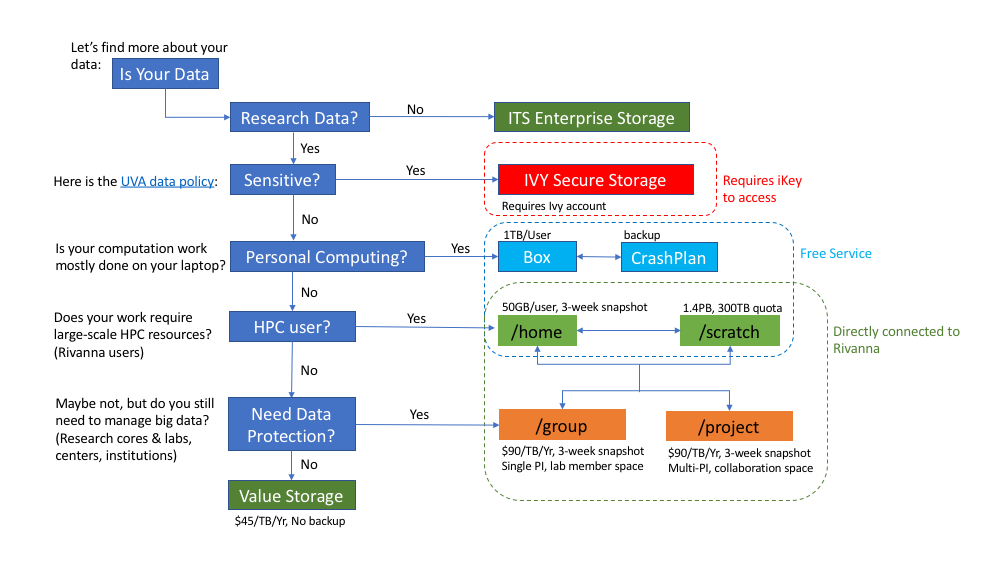 Let's find more about your
data:
Is Your Data
Research Data?
No
ITS Enterprise Storage
Yes
Here is the UVA data policy:
Sensitive?
Yes
IVY Secure Storage
Requires Ivy account
Requires iKey
to access
No
Is your computation work
mostly done on your laptop?
Personal Computing?
Yes
1TB/User
Box
backup
CrashPlan
Free Service
No
Does your work require
large-scale HPC resources?
(Rivanna users)
HPC user?
Yes
50GB/user, 3-week snapshot
/home
1.4PB, 300TB quota
/scratch
Directly connected to
Rivanna
No
Maybe not, but do you still
need to manage big data?
(Research cores & labs,
centers, institutions)
Need Data
Protection?
Yes
/group
$90/TB/Yr, 3-week snapshot
Single PI, lab member space
/project
$90/TB/Yr, 3-week snapshot
Multi-PI, collaboration space
No
Value Storage
$45/TB/Yr, No backup